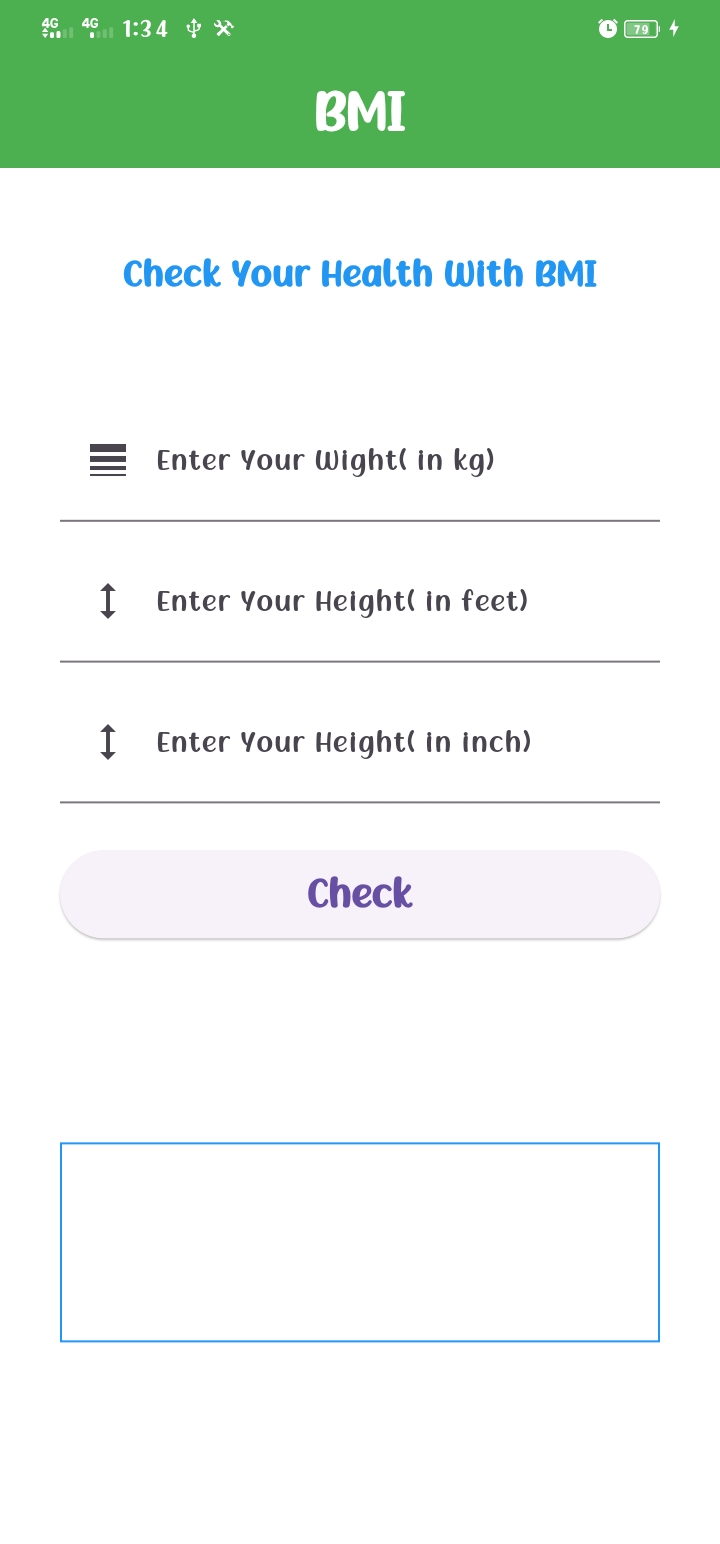 4G 4G 1:34 79
BMI
Check Your Health With BMI
Enter Your Wight( in kg)
Enter Your Height( in feet)
Enter Your Height( in inch)
Check